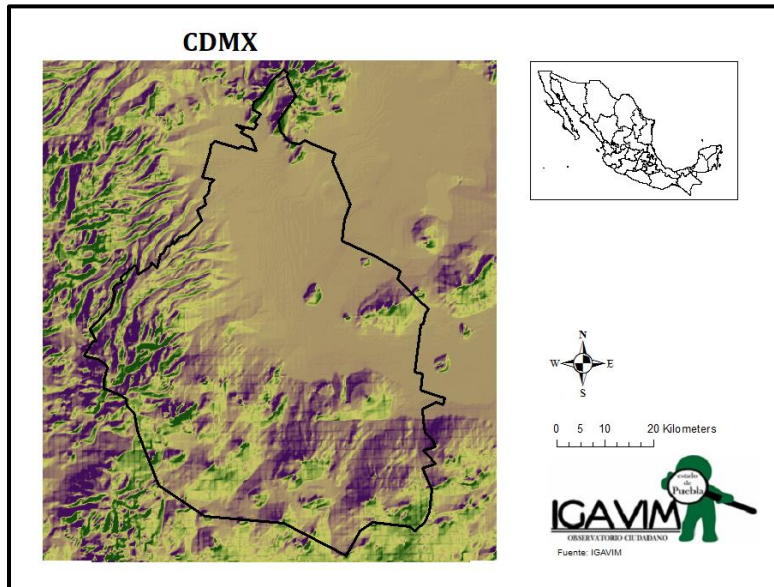 CDMX
N
W E
S
0 5 10 20 Kilometers
estado
de
Puebla
IGAVIM
OBSERVATORIO CIUDADANO
Fuente: IGAVIM